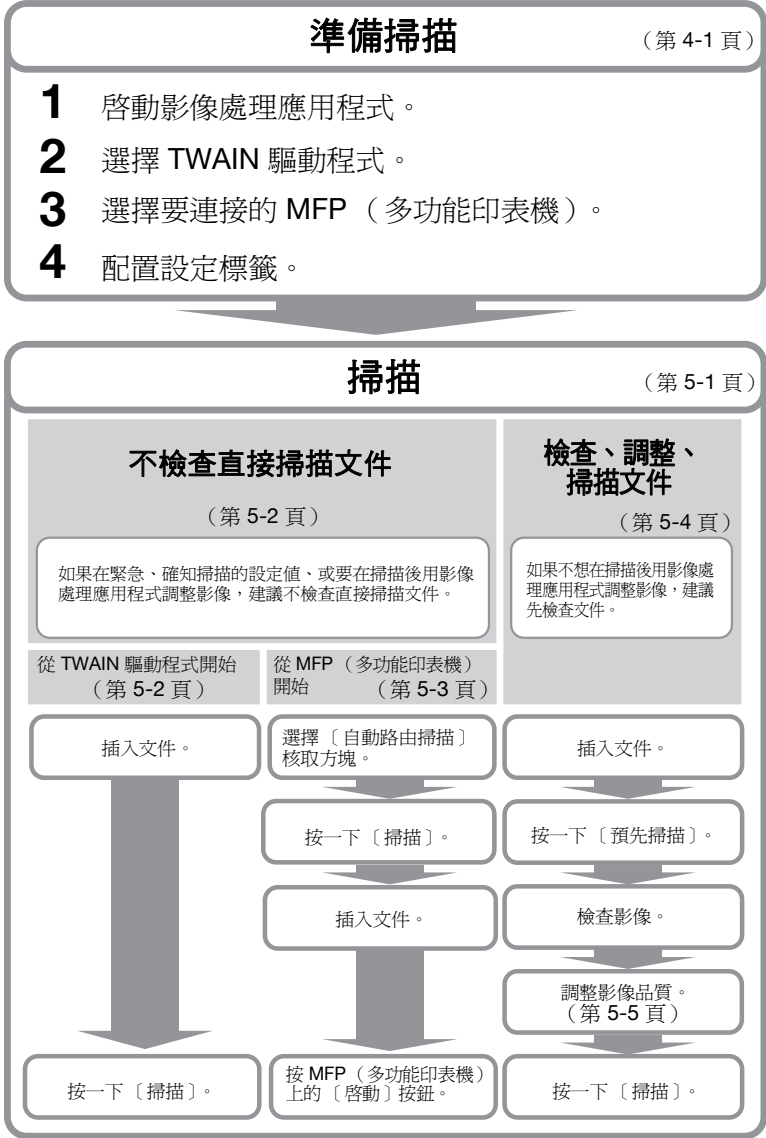 準備掃描 （第 4-1 頁）
1 啓動影像處理應用程式。
2 選擇 TWAIN 驅動程式。
3 選擇要連接的 MFP （多功能印表機）。
4 配置設定標籤。
掃描 （第 5-1 頁）
不檢查直接掃描文件
（第 5-2 頁）
如果在緊急、確知掃描的設定值、或要在掃描後用影像
處理應用程式調整影像，建議不檢查直接掃描文件。
檢查、調整、
掃描文件
（第 5-4 頁）
如果不想在掃描後用影像處
理應用程式調整影像，建議
先檢查文件。
從 TWAIN 驅動程式開始
（第 5-2 頁）
插入文件。
按一下〔掃描〕。
從 MFP （多功能印表機）
開始 （第 5-3 頁）
選擇〔自動路由掃描〕
核取方塊。
按一下〔掃描〕。
插入文件。
按 MFP（多功能印表機）
上的〔啓動〕按鈕。
插入文件。
按一下〔預先掃描〕。
檢查影像。
調整影像品質。
（第 5-5 頁）
按一下〔掃描〕。